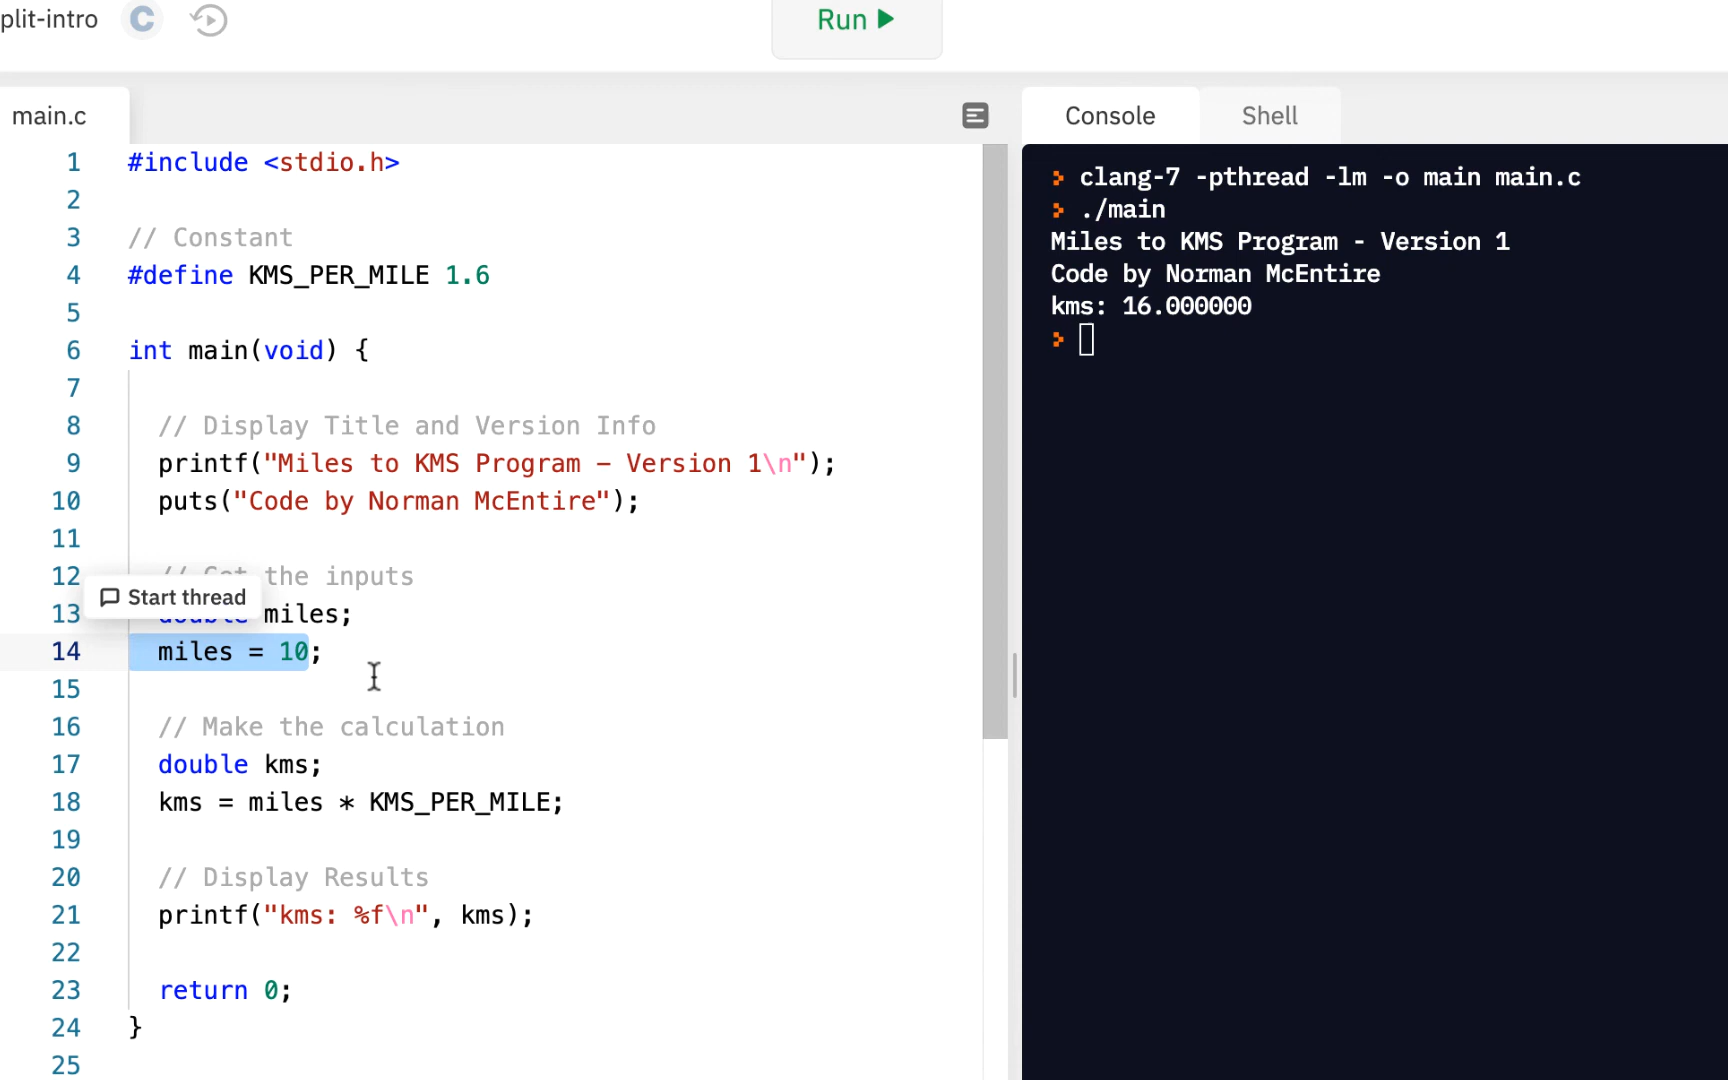 plit-intro
C
Run
main.c
Console
Shell
1 #include <stdio.h>
2
3 // Constant
4 #define KMS_PER_MILE 1.6
5
6 int main(void) {
7
8 // Display Title and Version Info
9 printf("Miles to KMS Program – Version 1\n");
10 puts("Code by Norman McEntire");
11
12 // Get the inputs
Start thread
13 double miles;
14 miles = 10;
15
16 // Make the calculation
17 double kms;
18 kms = miles * KMS_PER_MILE;
19
20 // Display Results
21 printf("kms: %f\n", kms);
22
23 return 0;
24 }
25
clang-7 -pthread -lm -o main main.c
./main
Miles to KMS Program - Version 1
Code by Norman McEntire
kms: 16.000000